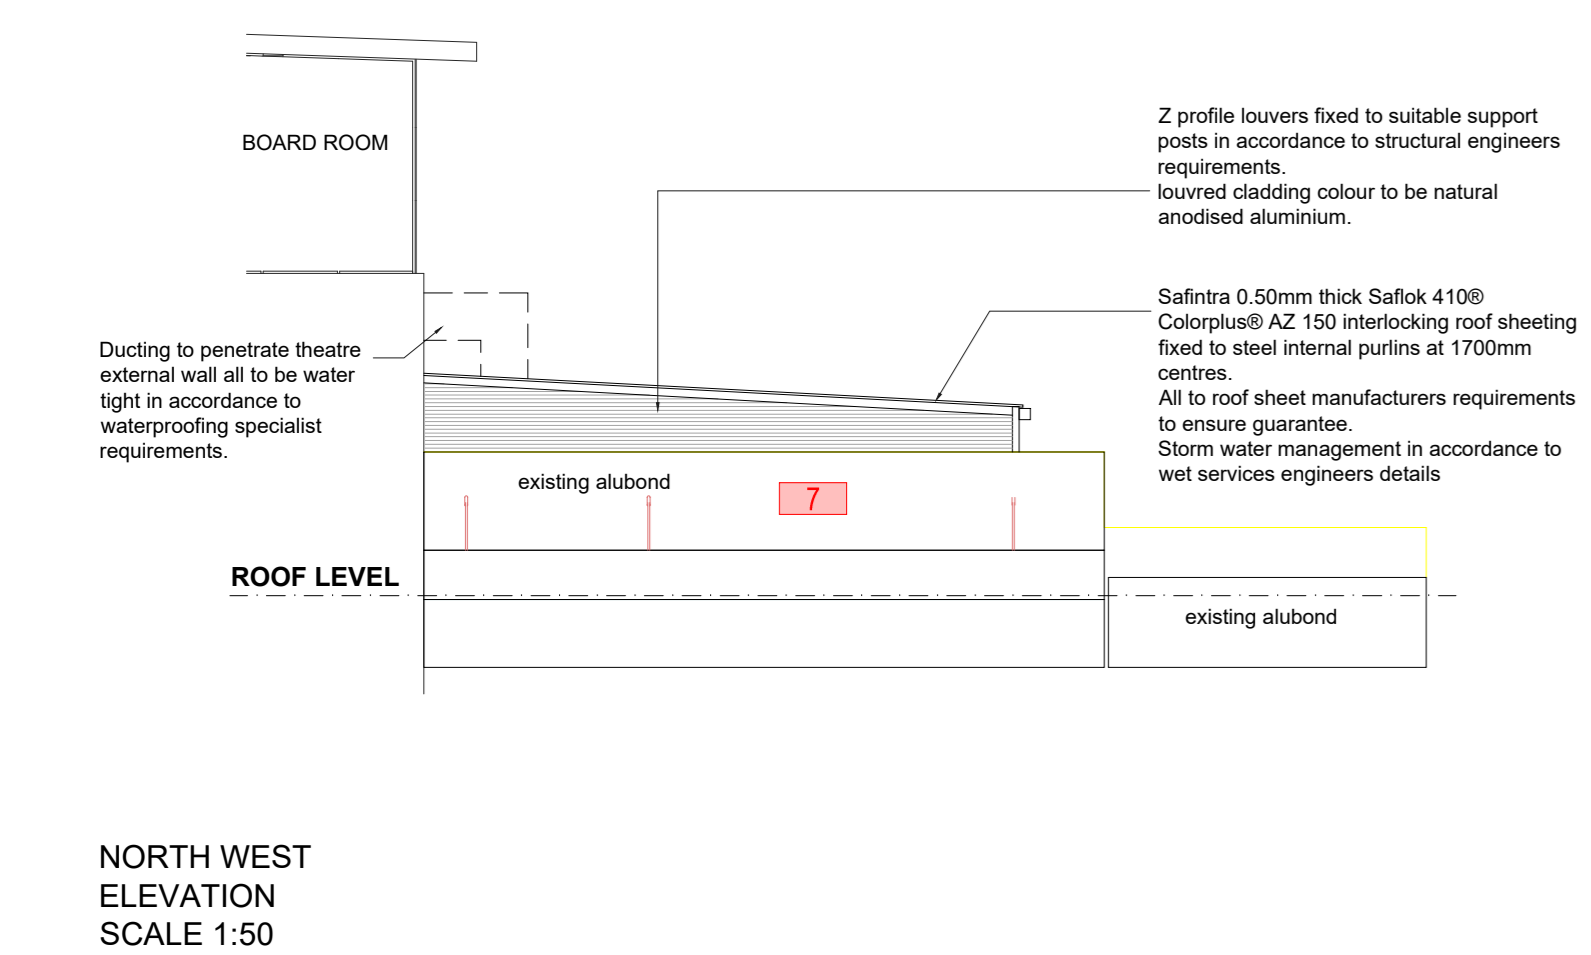 BOARD ROOM
Z profile louvers fixed to suitable support
posts in accordance to structural engineers
requirements.
louvred cladding colour to be natural
anodised aluminium.
Safintra 0.50mm thick Saflok 410®
Colorplus® AZ 150 interlocking roof sheeting
fixed to steel internal purlins at 1700mm
centres.
All to roof sheet manufacturers requirements
to ensure guarantee.
Storm water management in accordance to
wet services engineers details
Ducting to penetrate theatre
external wall all to be water
tight in accordance to
waterproofing specialist
requirements.
existing alubond
7
ROOF LEVEL
existing alubond
NORTH WEST
ELEVATION
SCALE 1:50